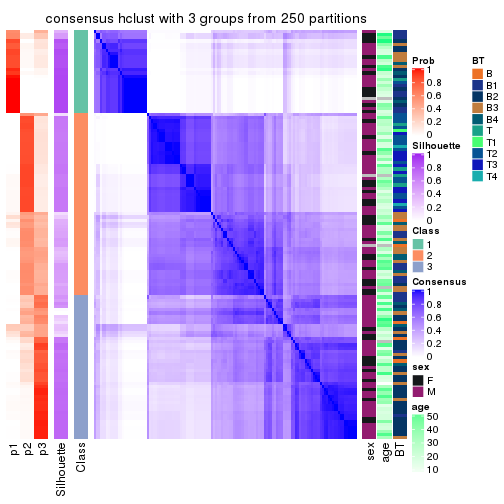 consensus hclust with 3 groups from 250 partitions
p1
p2
p3
Silhouette
Class
sex
age
BT
Prob
1
0.8
0.6
0.4
0.2
0
Silhouette
1
0.8
0.6
0.4
0.2
0
Class
1
2
3
Consensus
1
0.8
0.6
0.4
0.2
0
sex
F
M
age
50
40
30
20
10
BT
B
B1
B2
B3
B4
T
T1
T2
T3
T4